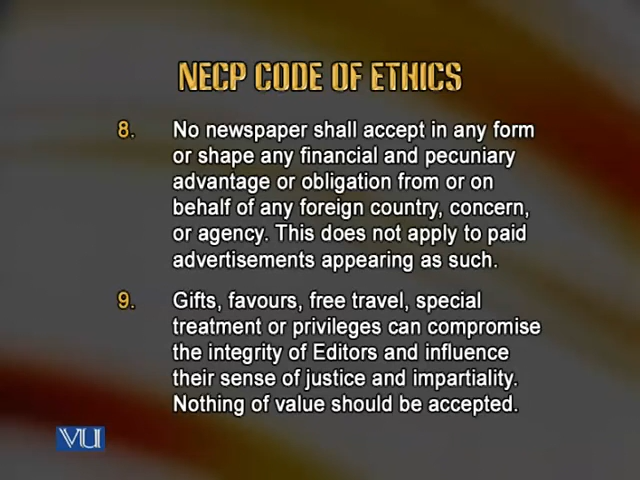 NECP CODE OF ETHICS
8. No newspaper shall accept in any form
or shape any financial and pecuniary
advantage or obligation from or on
behalf of any foreign country, concern,
or agency. This does not apply to paid
advertisements appearing as such.
9. Gifts, favours, free travel, special
treatment or privileges can compromise
the integrity of Editors and influence
their sense of justice and impartiality.
Nothing of value should be accepted.
VU